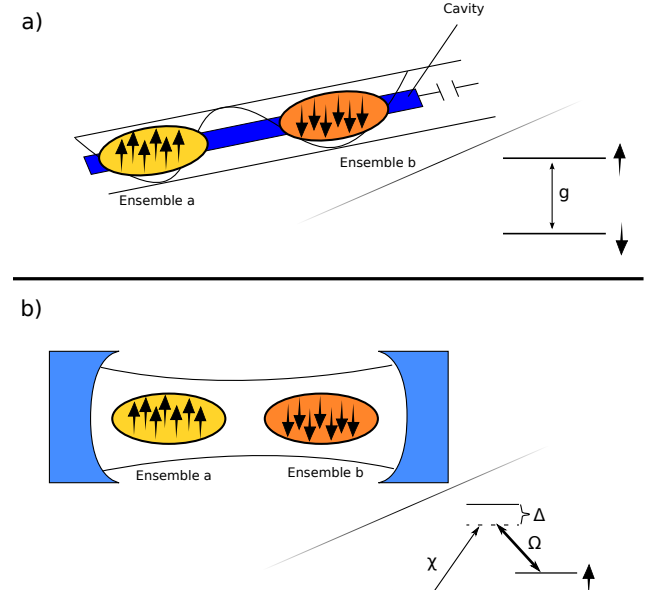 a)
Cavity
Ensemble a
Ensemble b
g
b)
Ensemble a
Ensemble b
Δ
Ω
χ